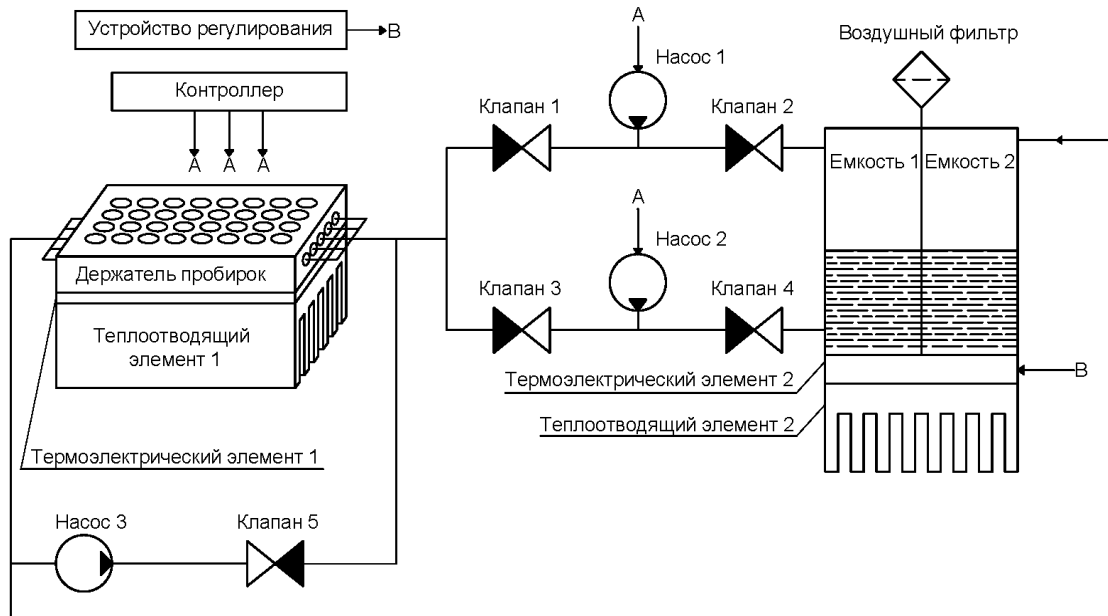 Устройство регулирования
B
Контроллер
A
A
A
A
Насос 1
Клапан 1
Клапан 2
Воздушный фильтр
Емкость 1
Емкость 2
Держатель пробирок
Теплоотводящий
элемент 1
A
Насос 2
Клапан 3
Клапан 4
Термоэлектрический элемент 2
B
Теплоотводящий элемент 2
Термоэлектрический элемент 1
Насос 3
Клапан 5